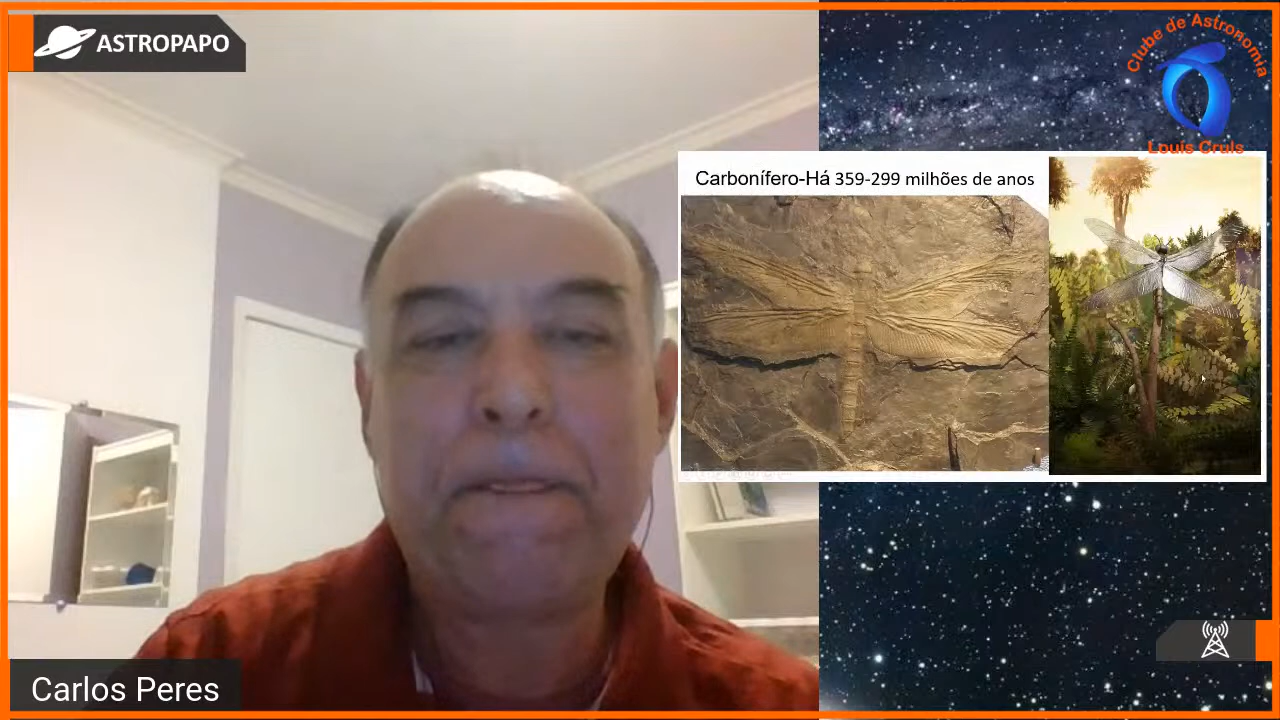 ASTROPAPO
Clube de Astronomia
Louis Cruls
Carbonífero-Há 359-299 milhões de anos
Carlos Peres